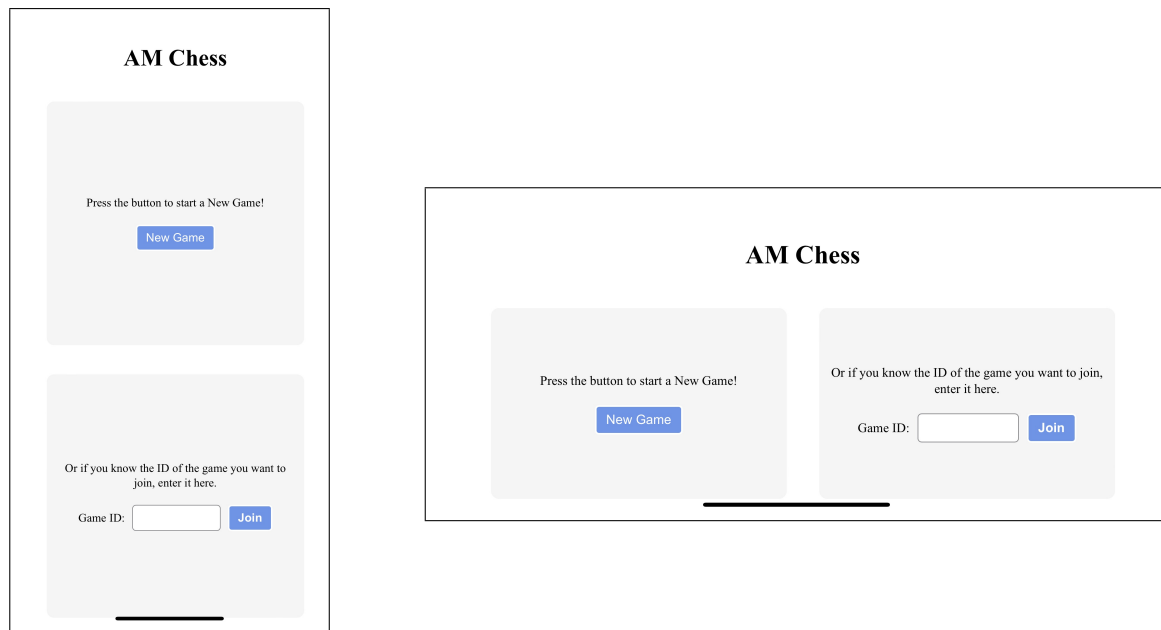 AM Chess
Press the button to start a New Game!
New Game
Or if you know the ID of the game you want to
join, enter it here.
Game ID:
Join
AM Chess
Press the button to start a New Game!
New Game
Or if you know the ID of the game you want to join,
enter it here.
Game ID:
Join